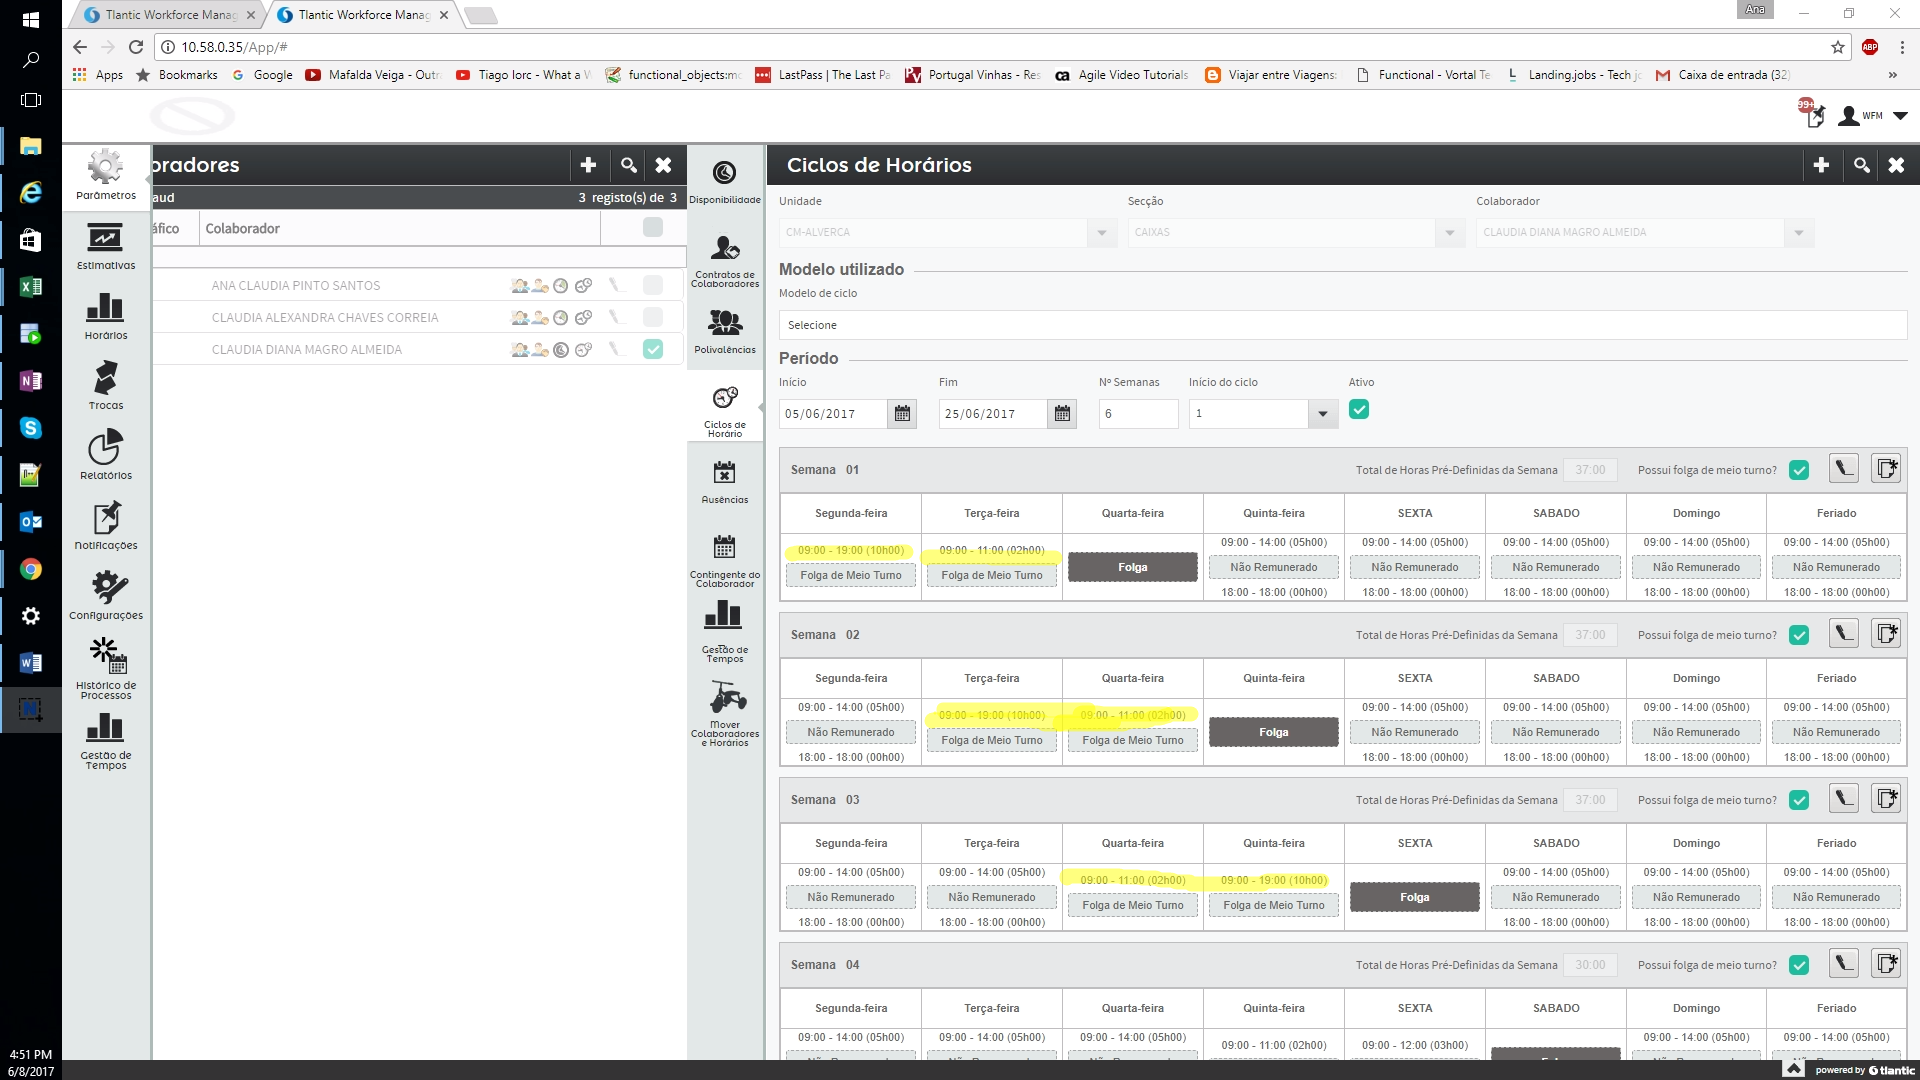 Tlantic Workforce Manag
Tlantic Workforce Manag
Ana
10.58.0.35/App/#
ABP
Apps
Bookmarks
Google
Mafalda Veiga - Outr
Tiago Iorc - What a W
functional_objects:mo
LastPass | The Last Pa
Portugal Vinhas - Res
Agile Video Tutorials
Viajar entre Viagens:
Functional - Vortal Te
Landing.jobs - Tech jo
Caixa de entrada (32)
»
99+
WFM
Parâmetros
Estimativas
Horários
Trocas
Relatórios
Notificações
Configurações
Histórico de
Processos
Gestão de
Tempos
oradores
aud
3 registo(s) de 3
áfico
Colaborador
ANA CLAUDIA PINTO SANTOS
CLAUDIA ALEXANDRA CHAVES CORREIA
CLAUDIA DIANA MAGRO ALMEIDA
Disponibilidade
Contratos de
Colaboradores
Polivalências
Ciclos de
Horário
Ausências
Contingente do
Colaborador
Gestão de
Tempos
Mover
Colaboradores
e Horários
Ciclos de Horários
Unidade Secção Colaborador
CM-ALVERCA CAIXAS CLAUDIA DIANA MAGRO ALMEIDA
Modelo utilizado
Modelo de ciclo
Selecione
Período
Início Fim Nº Semanas Início do ciclo Ativo
05/06/2017 25/06/2017 6 1
Semana 01 Total de Horas Pré-Definidas da Semana 37:00 Possui folga de meio turno?
Segunda-feira Terça-feira Quarta-feira Quinta-feira SEXTA SABADO Domingo Feriado
09:00 - 19:00 (10h00) 09:00 - 11:00 (02h00) Folga 09:00 - 14:00 (05h00) 09:00 - 14:00 (05h00) 09:00 - 14:00 (05h00) 09:00 - 14:00 (05h00) 09:00 - 14:00 (05h00)
Folga de Meio Turno Folga de Meio Turno Não Remunerado Não Remunerado Não Remunerado Não Remunerado Não Remunerado
18:00 - 18:00 (00h00) 18:00 - 18:00 (00h00) 18:00 - 18:00 (00h00) 18:00 - 18:00 (00h00) 18:00 - 18:00 (00h00)
Semana 02 Total de Horas Pré-Definidas da Semana 37:00 Possui folga de meio turno?
Segunda-feira Terça-feira Quarta-feira Quinta-feira SEXTA SABADO Domingo Feriado
09:00 - 14:00 (05h00) 09:00 - 19:00 (10h00) 09:00 - 11:00 (02h00) Folga 09:00 - 14:00 (05h00) 09:00 - 14:00 (05h00) 09:00 - 14:00 (05h00) 09:00 - 14:00 (05h00)
Não Remunerado Folga de Meio Turno Folga de Meio Turno Não Remunerado Não Remunerado Não Remunerado Não Remunerado
18:00 - 18:00 (00h00) 18:00 - 18:00 (00h00) 18:00 - 18:00 (00h00) 18:00 - 18:00 (00h00) 18:00 - 18:00 (00h00)
Semana 03 Total de Horas Pré-Definidas da Semana 37:00 Possui folga de meio turno?
Segunda-feira Terça-feira Quarta-feira Quinta-feira SEXTA SABADO Domingo Feriado
09:00 - 14:00 (05h00) 09:00 - 14:00 (05h00) 09:00 - 11:00 (02h00) 09:00 - 19:00 (10h00) Folga 09:00 - 14:00 (05h00) 09:00 - 14:00 (05h00) 09:00 - 14:00 (05h00)
Não Remunerado Não Remunerado Folga de Meio Turno Folga de Meio Turno Não Remunerado Não Remunerado Não Remunerado
18:00 - 18:00 (00h00) 18:00 - 18:00 (00h00) 18:00 - 18:00 (00h00) 18:00 - 18:00 (00h00) 18:00 - 18:00 (00h00)
Semana 04 Total de Horas Pré-Definidas da Semana 30:00 Possui folga de meio turno?
Segunda-feira Terça-feira Quarta-feira Quinta-feira SEXTA SABADO Domingo Feriado
09:00 - 14:00 (05h00) 09:00 - 14:00 (05h00) 09:00 - 14:00 (05h00) 09:00 - 11:00 (02h00) 09:00 - 12:00 (03h00) 09:00 - 14:00 (05h00) 09:00 - 14:00 (05h00)
powered by tlantic
4:51 PM
6/8/2017